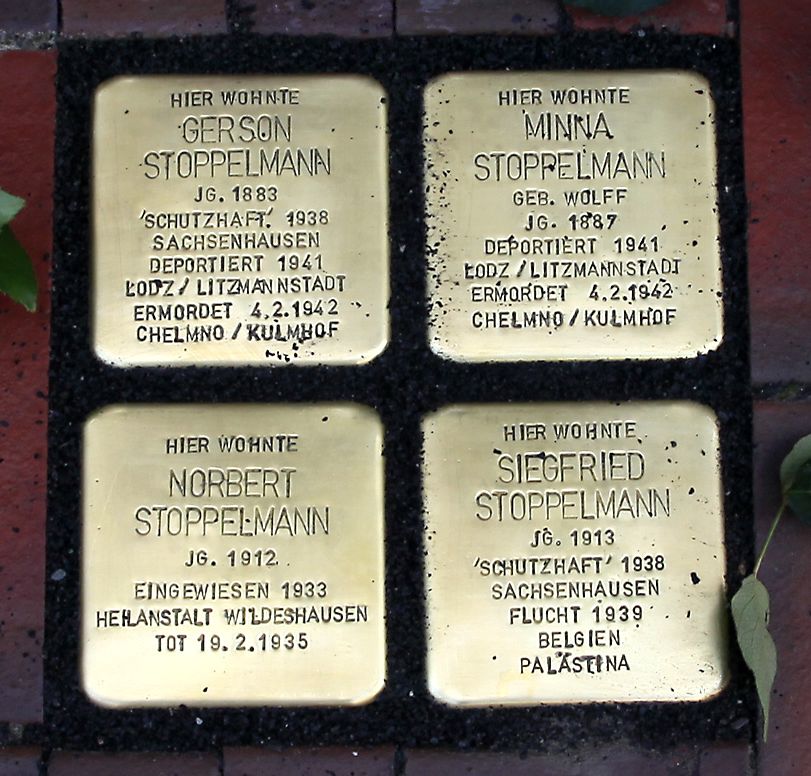 HIER WOHNTE
GERSON
STOPPELMANN
JG. 1883
'SCHUTZHAFT' 1938
SACHSENHAUSEN
DEPORTIERT 1941
ŁODZ / LITZMANNSTADT
ERMORDET 4.2.1942
CHELMNO / KULMHOF
HIER WOHNTE
MINNA
STOPPELMANN
GEB. WOLFF
JG. 1887
DEPORTIERT 1941
ŁODZ / LITZMANNSTADT
ERMORDET 4.2.1942
CHELMNO / KULMHOF
HIER WOHNTE
NORBERT
STOPPELMANN
JG. 1912
EINGEWIESEN 1933
HEILANSTALT WILDESHAUSEN
TOT 19.2.1935
HIER WOHNTE
SIEGFRIED
STOPPELMANN
JG. 1913
'SCHUTZHAFT' 1938
SACHSENHAUSEN
FLUCHT 1939
BELGIEN
PALÄSTINA